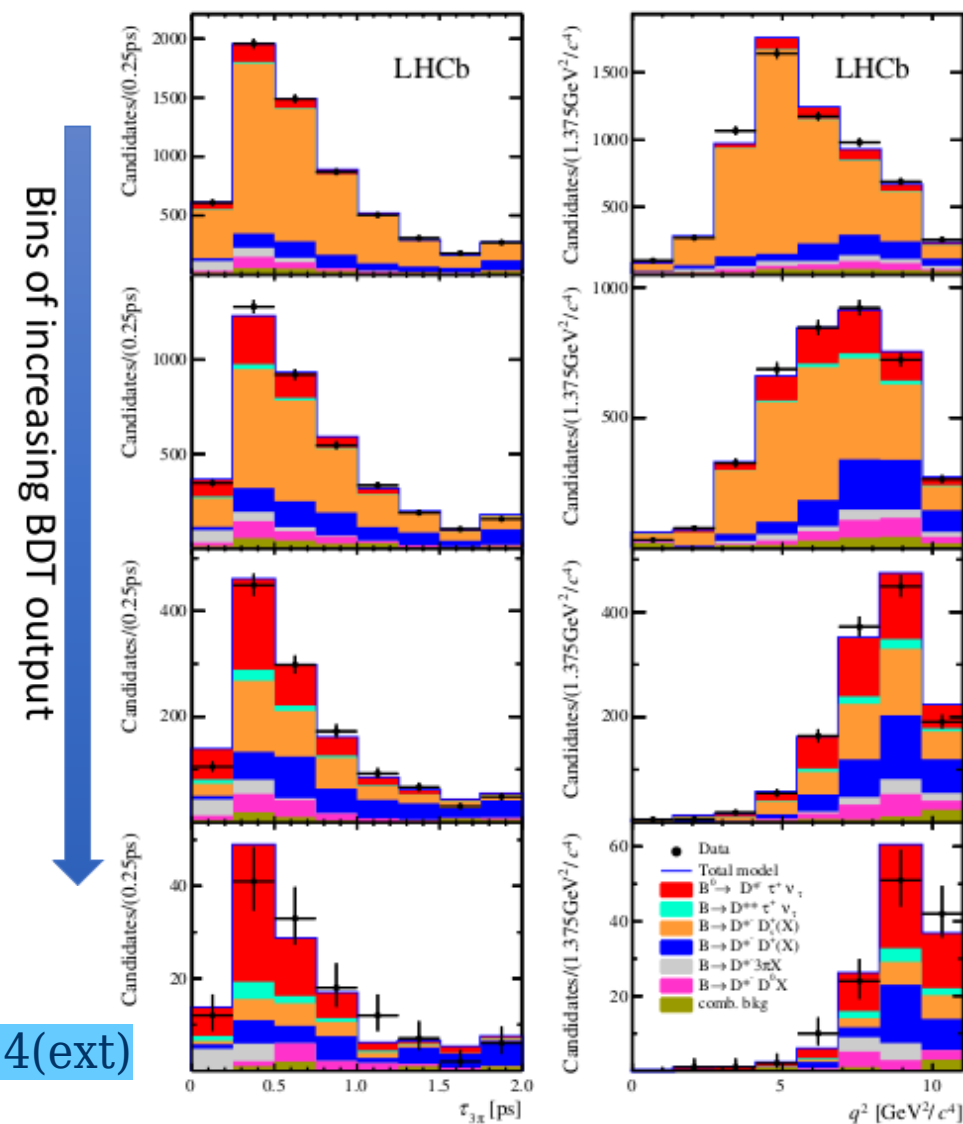 Bins of increasing BDT output
4(ext)
Candidates/(0.25ps)
2000
1500
1000
500
LHCb
Candidates/(1.375GeV²/c⁴)
1500
1000
500
LHCb
Candidates/(0.25ps)
1000
500
Candidates/(1.375GeV²/c⁴)
1000
500
Candidates/(0.25ps)
400
200
Candidates/(1.375GeV²/c⁴)
400
200
Candidates/(0.25ps)
40
20
0 0.5 1.0 1.5 2.0
τ₃π [ps]
Candidates/(1.375GeV²/c⁴)
60
40
20
Data
Total model
B⁰→ D*⁻ τ⁺ ντ
B→ D** τ⁺ ντ
B→ D*⁻ Dₛ⁺(X)
B→ D*⁻ D⁺(X)
B→ D*⁻3πX
B→ D*⁻ D⁰X
comb. bkg
0 5 10
q² [GeV²/c⁴]